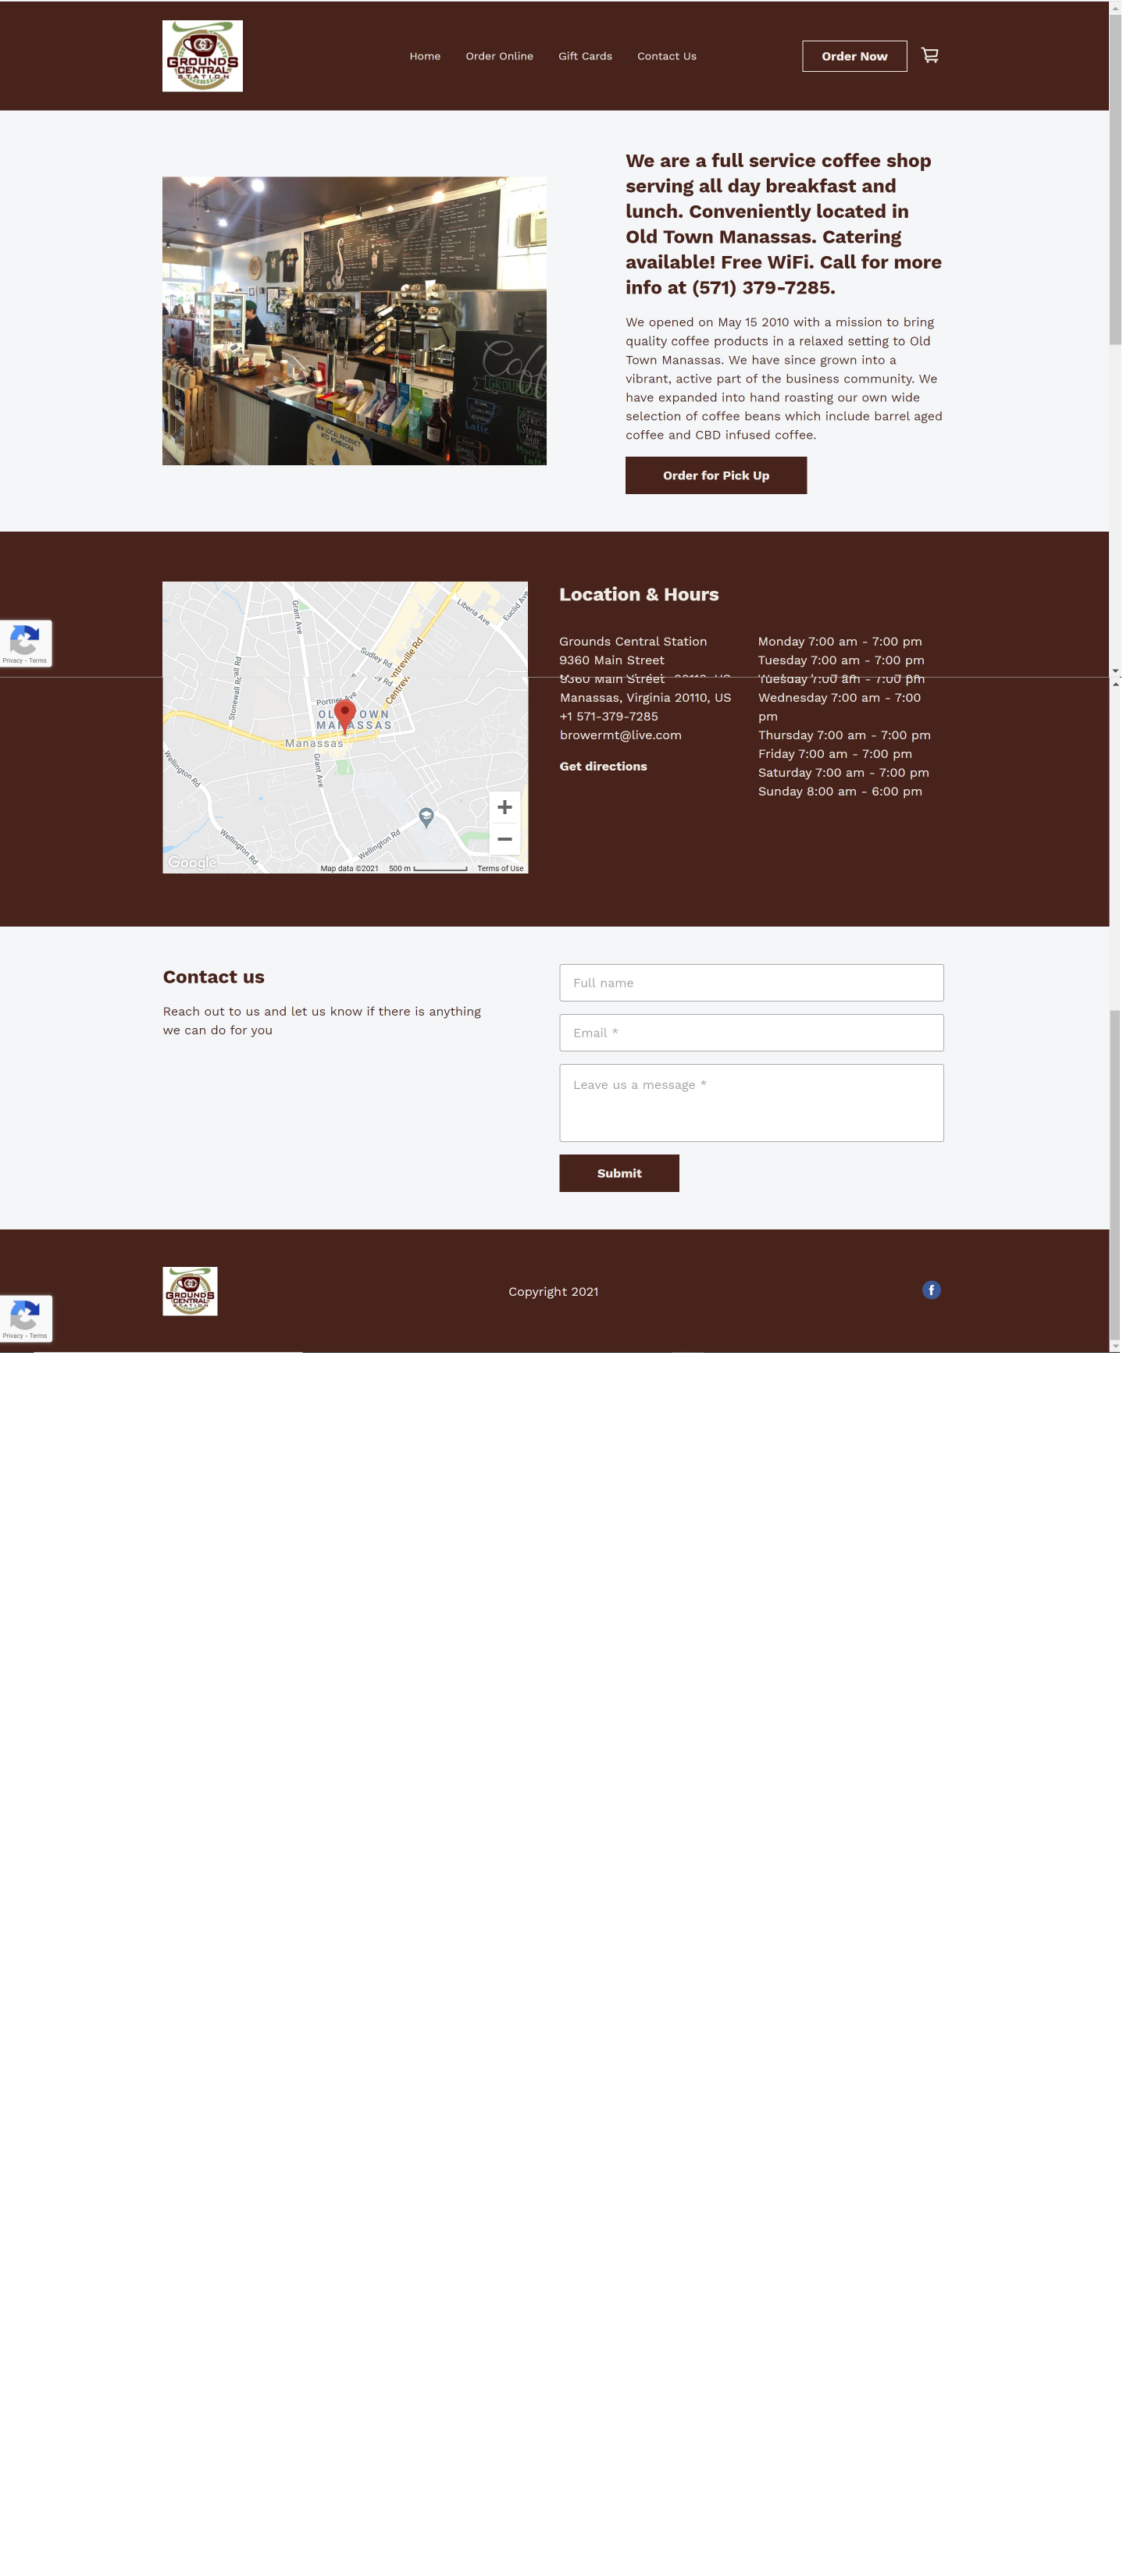 GROUNDS
CENTRAL
STATION
Home
Order Online
Gift Cards
Contact Us
Order Now
We are a full service coffee shop
serving all day breakfast and
lunch. Conveniently located in
Old Town Manassas. Catering
available! Free WiFi. Call for more
info at (571) 379-7285.
We opened on May 15 2010 with a mission to bring
quality coffee products in a relaxed setting to Old
Town Manassas. We have since grown into a
vibrant, active part of the business community. We
have expanded into hand roasting our own wide
selection of coffee beans which include barrel aged
coffee and CBD infused coffee.
Order for Pick Up
NEW LOCAL PRODUCT
KOMBUCHA
Latte
Location & Hours
Grounds Central Station
9360 Main Street
9360 Main Street
Manassas, Virginia 20110, US
+1 571-379-7285
browermt@live.com
Get directions
Monday 7:00 am - 7:00 pm
Tuesday 7:00 am - 7:00 pm
Tuesday 7:00 am - 7:00 pm
Wednesday 7:00 am - 7:00
pm
Thursday 7:00 am - 7:00 pm
Friday 7:00 am - 7:00 pm
Saturday 7:00 am - 7:00 pm
Sunday 8:00 am - 6:00 pm
Grant Ave
Liberia Ave
Euclid Ave
Sudley Rd
Stonewall Rd
Portner Ave
OLD TOWN
MANASSAS
Manassas
Grant Ave
Wellington Rd
Wellington Rd
Wellington Rd
Google
Map data ©2021
500 m
Terms of Use
Privacy - Terms
Contact us
Reach out to us and let us know if there is anything
we can do for you
Full name
Email *
Leave us a message *
Submit
GROUNDS
CENTRAL
STATION
Copyright 2021
Privacy - Terms